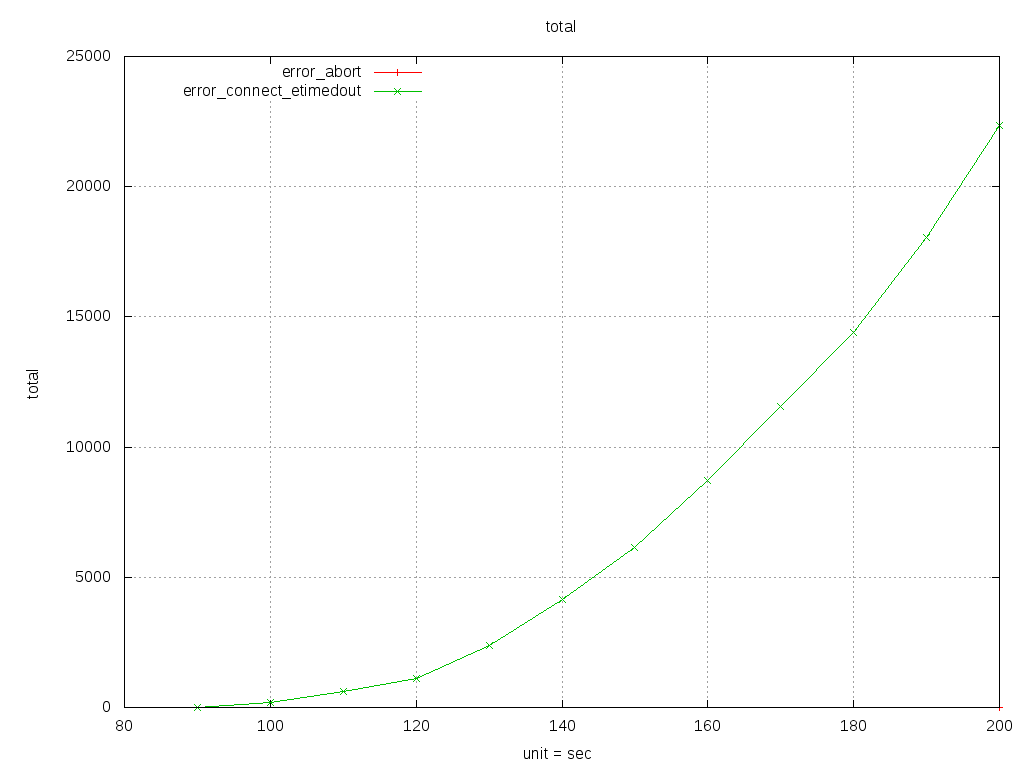 total
25000
20000
15000
10000
5000
0
error_abort
error_connect_etimedout
total
80 100 120 140 160 180 200
unit = sec